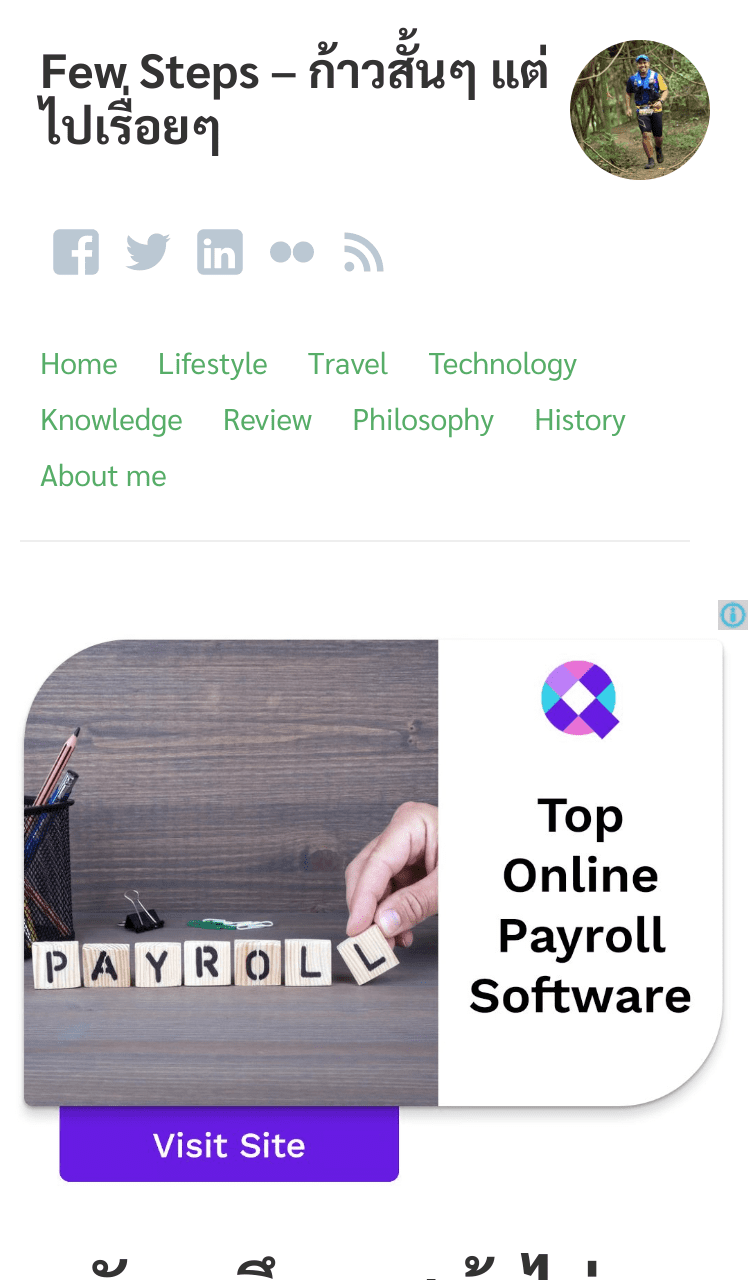 Few Steps – ก้าวสั้นๆ แต่
ไปเรื่อยๆ
Home Lifestyle Travel Technology
Knowledge Review Philosophy History
About me
PAYROLL
Top
Online
Payroll
Software
Visit Site